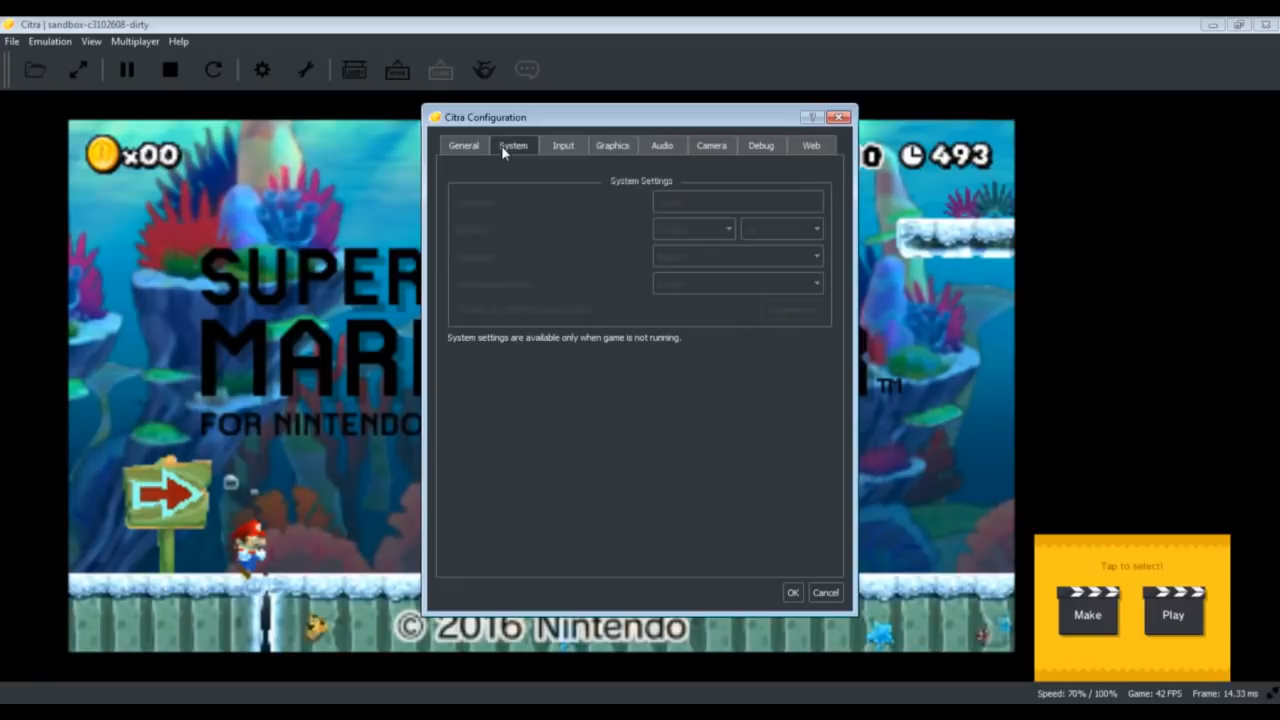 Citra | sandbox-c3102608-dirty
File Emulation View Multiplayer Help
Citra Configuration
General System Input Graphics Audio Camera Debug Web
System Settings
System settings are available only when game is not running.
OK Cancel
x00
0 493
SUPER
MARI
TM
FOR NINTENDO
© 2016 Nintendo
Tap to select!
Make Play
Speed: 70% / 100% Game: 42 FPS Frame: 14.33 ms